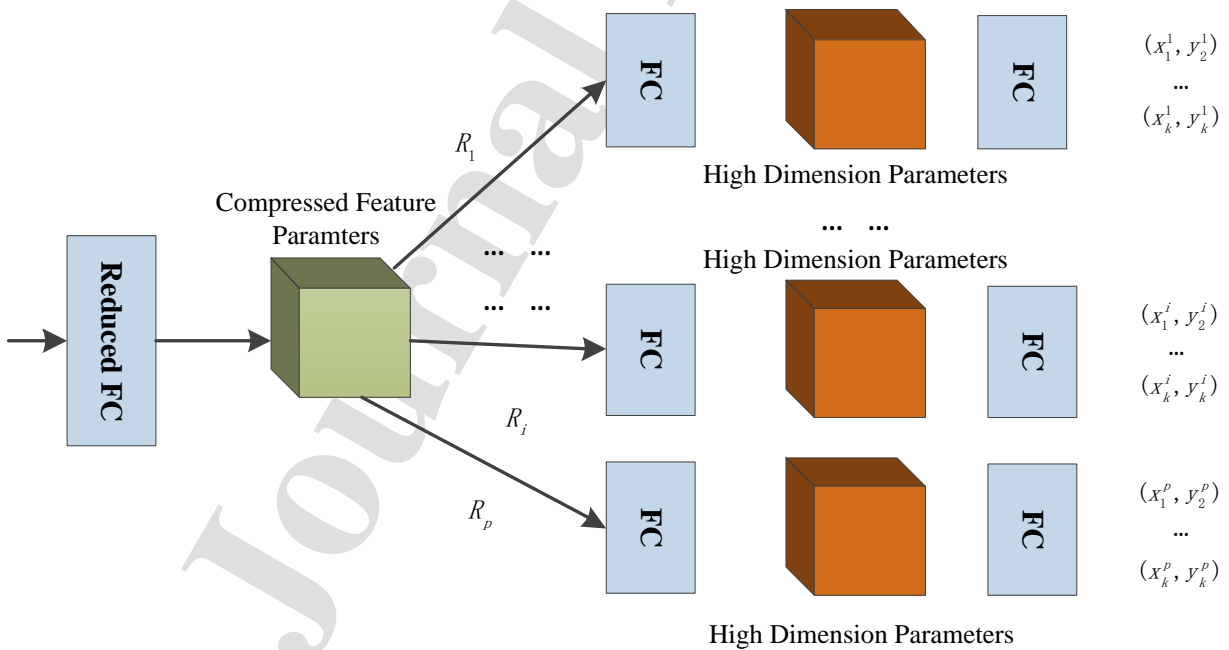 Reduced FC
Compressed Feature
Paramters
R₁
... ...
... ...
R_i
R_p
FC
FC
High Dimension Parameters
(x_1^1, y_2^1)
...
(x_k^1, y_k^1)
... ...
High Dimension Parameters
FC
FC
(x_1^i, y_2^i)
...
(x_k^i, y_k^i)
FC
FC
High Dimension Parameters
(x_1^p, y_2^p)
...
(x_k^p, y_k^p)
Journal